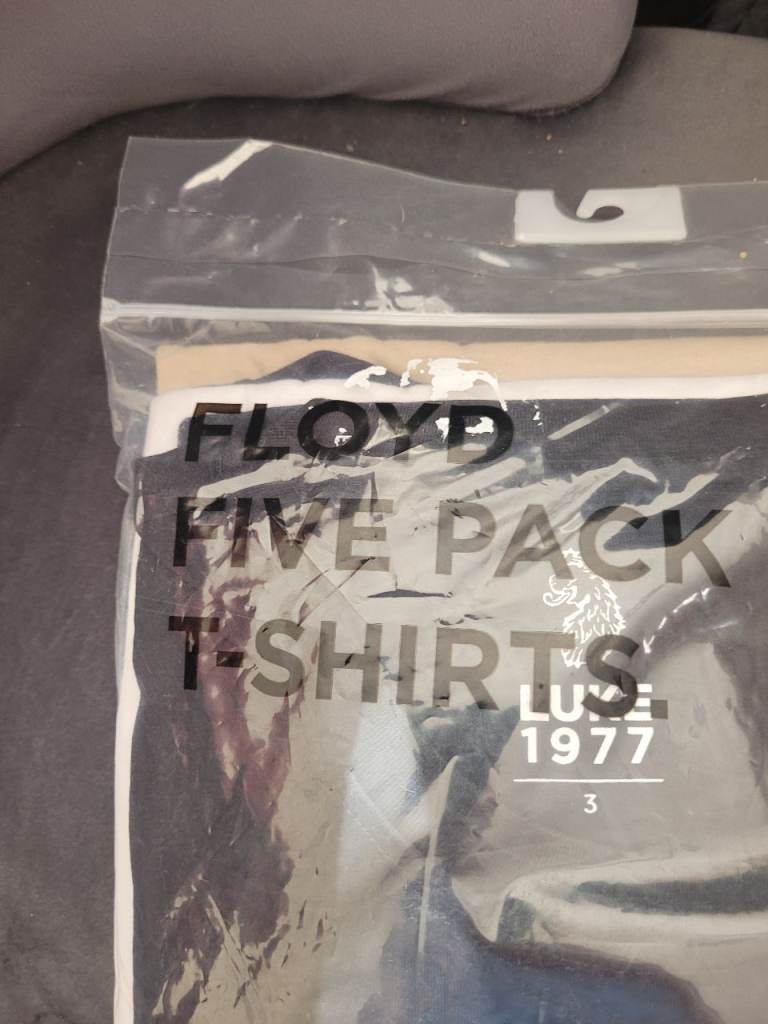 FLOYD
FIVE PACK
T-SHIRTS.
LUKE
1977
3